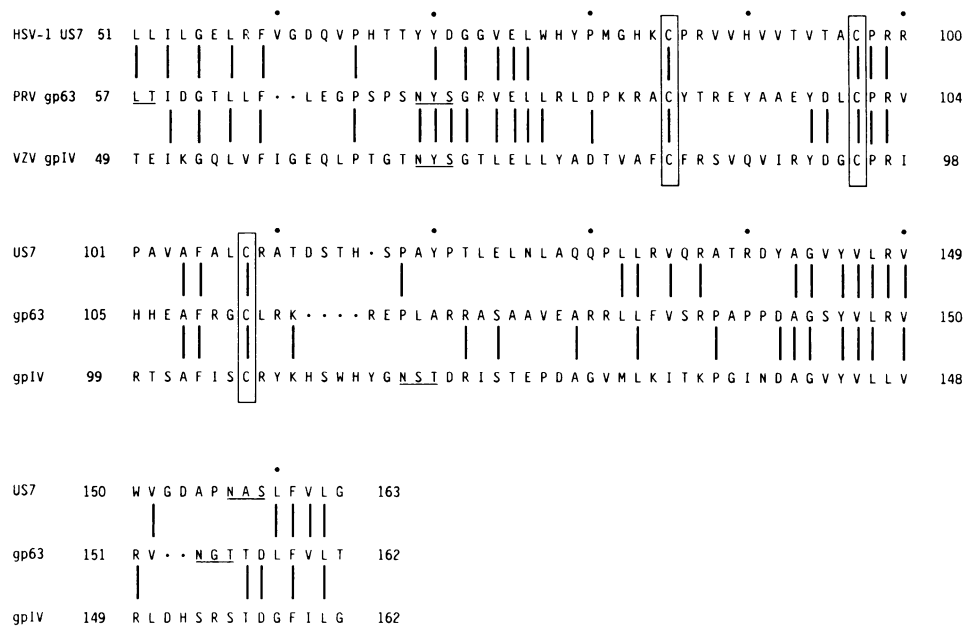 HSV-1 US7 51 L L I L G E L R F V G D Q V P H T T Y Y D G G V E L W H Y P M G H K C P R V V H V V T V T A C P R R 100
PRV gp63 57 L T I D G T L L F · · L E G P S P S N Y S G R V E L L R L D P K R A C Y T R E Y A A E Y D L C P R V 104
VZV gpIV 49 T E I K G Q L V F I G E Q L P T G T N Y S G T L E L L Y A D T V A F C F R S V Q V I R Y D G C P R I 98
US7 101 P A V A F A L C R A T D S T H · S P A Y P T L E L N L A Q Q P L L R V Q R A T R D Y A G V Y V L R V 149
gp63 105 H H E A F R G C L R K · · · · R E P L A R R A S A A V E A R R L L F V S R P A P P D A G S Y V L R V 150
gpIV 99 R T S A F I S C R Y K H S W H Y G N S T D R I S T E P D A G V M L K I T K P G I N D A G V Y V L L V 148
US7 150 W V G D A P N A S L F V L G 163
gp63 151 R V · · N G T T D L F V L T 162
gpIV 149 R L D H S R S T D G F I L G 162